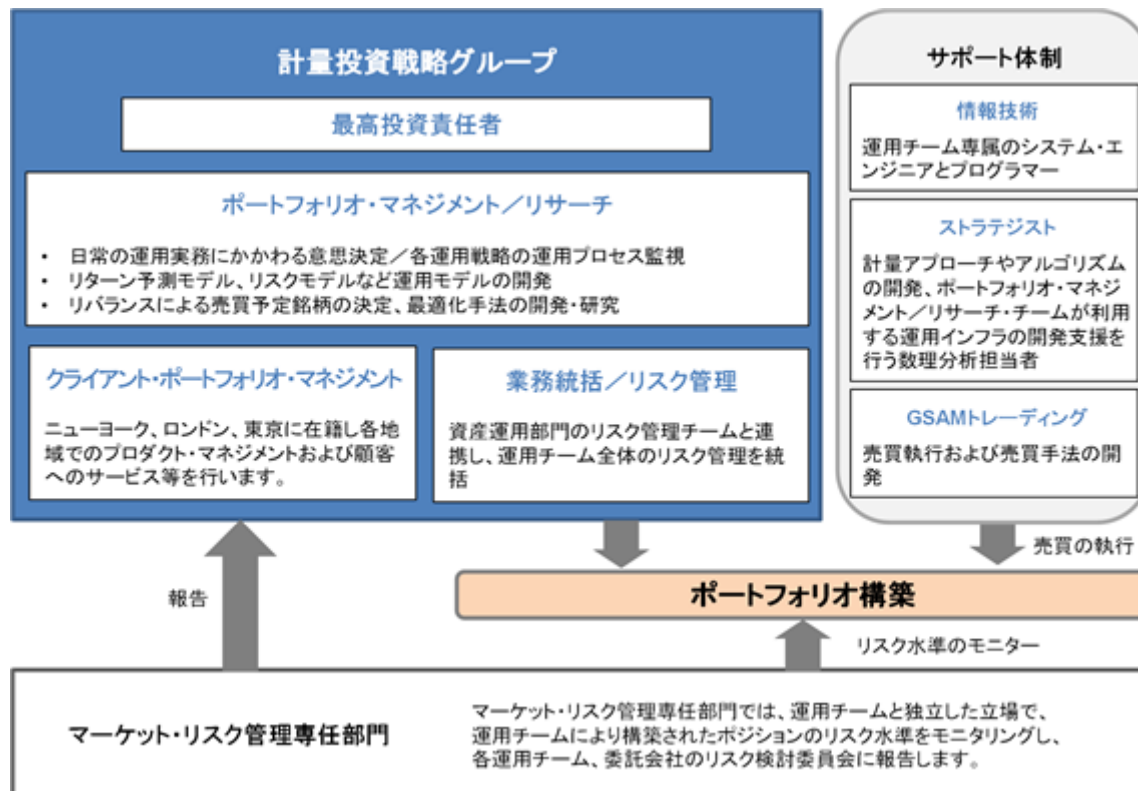 計量投資戦略グループ
最高投資責任者
ポートフォリオ・マネジメント／リサーチ
• 日常の運用実務にかかわる意思決定／各運用戦略の運用プロセス監視
• リターン予測モデル、リスクモデルなど運用モデルの開発
• リバランスによる売買予定銘柄の決定、最適化手法の開発・研究
クライアント・ポートフォリオ・マネジメント
ニューヨーク、ロンドン、東京に在籍し各地
域でのプロダクト・マネジメントおよび顧客
へのサービス等を行います。
業務統括／リスク管理
資産運用部門のリスク管理チームと連
携し、運用チーム全体のリスク管理を統
括
サポート体制
情報技術
運用チーム専属のシステム・エ
ンジニアとプログラマー
ストラテジスト
計量アプローチやアルゴリズム
の開発、ポートフォリオ・マネジ
メント／リサーチ・チームが利用
する運用インフラの開発支援を
行う数理分析担当者
GSAMトレーディング
売買執行および売買手法の開
発
売買の執行
報告
ポートフォリオ構築
リスク水準のモニター
マーケット・リスク管理専任部門
マーケット・リスク管理専任部門では、運用チームと独立した立場で、
運用チームにより構築されたポジションのリスク水準をモニタリングし、
各運用チーム、委託会社のリスク検討委員会に報告します。